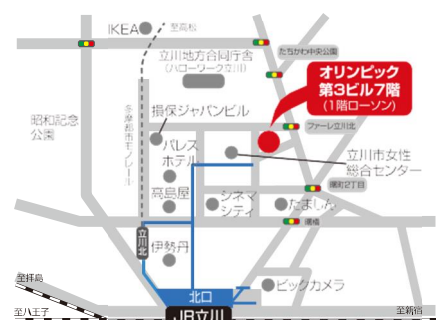 IKEA
至高松
立川地方合同庁舎
(ハローワーク立川)
たちかわ中央公園
オリンピック
第3ビル7階
(1階ローソン)
昭和記念
公園
多摩都市モノレール
損保ジャパンビル
ファーレ立川北
パレス
ホテル
立川市女性
総合センター
高島屋
シネマ
シティ
曙町2丁目
たましん
曙橋
立川北
伊勢丹
ビックカメラ
北口
JR立川
至拝島
至八王子
至新宿